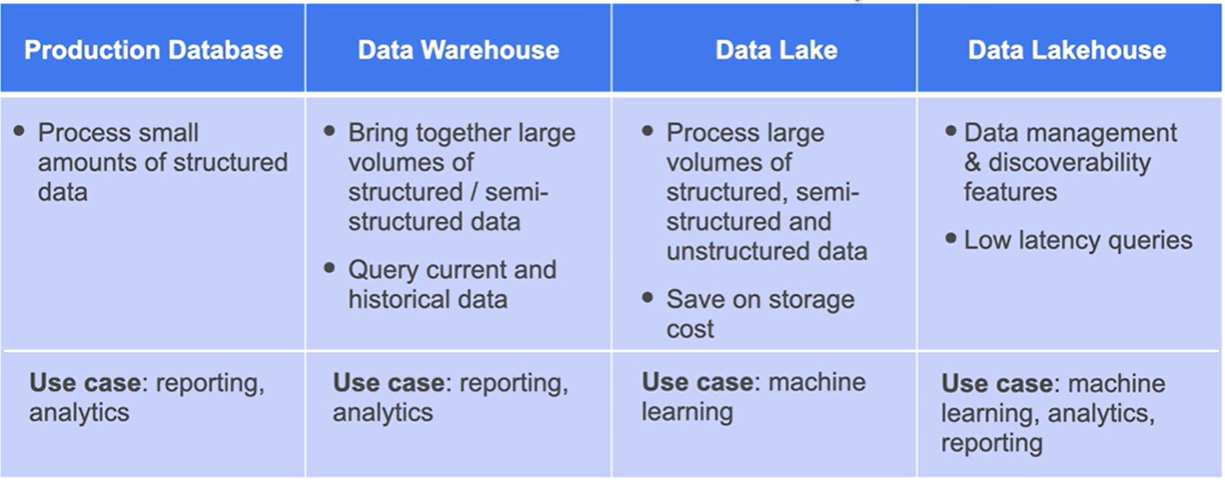 Production Database
Data Warehouse
Data Lake
Data Lakehouse
• Process small
amounts of structured
data
• Bring together large
volumes of
structured / semi-
structured data
• Query current and
historical data
• Process large
volumes of
structured, semi-
structured and
unstructured data
• Save on storage
cost
• Data management
& discoverability
features
• Low latency queries
Use case: reporting,
analytics
Use case: reporting,
analytics
Use case: machine
learning
Use case: machine
learning, analytics,
reporting